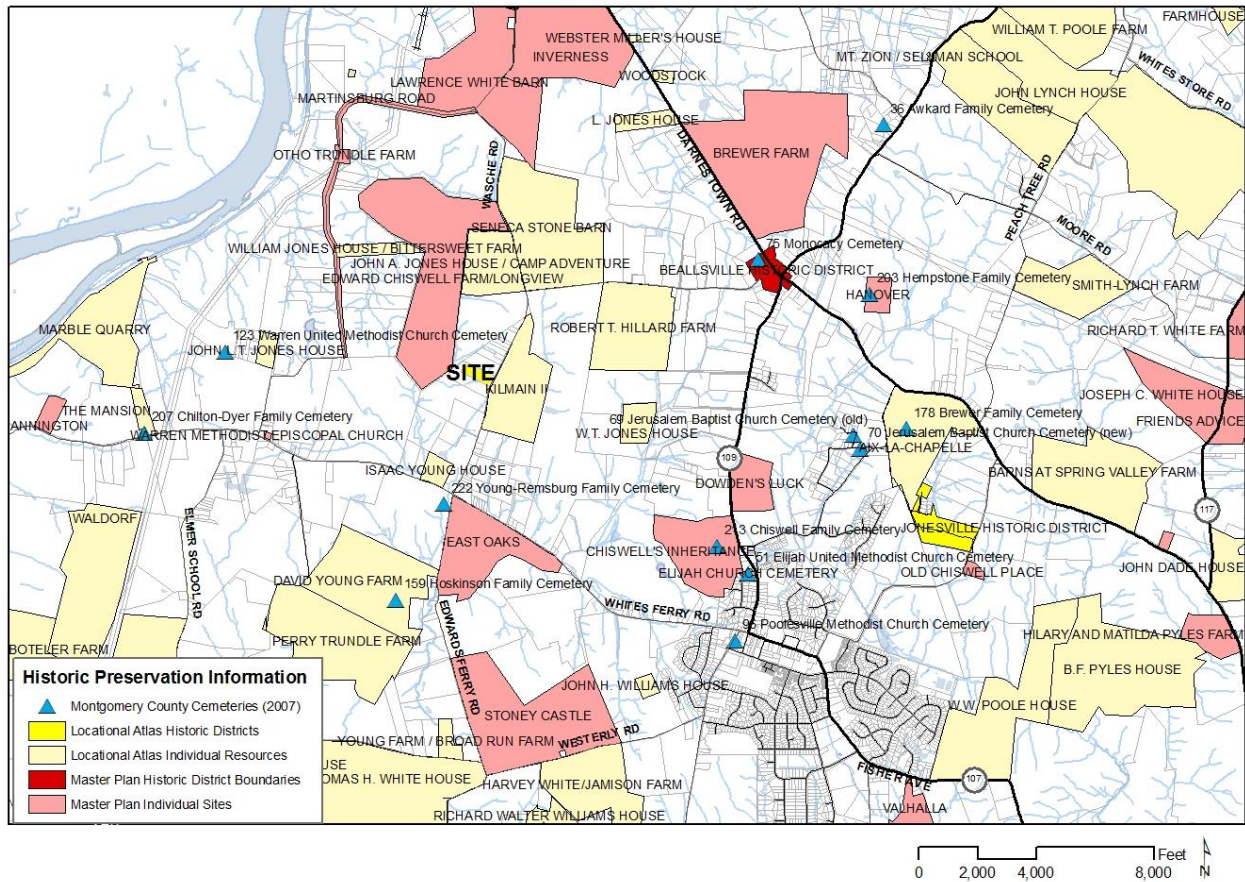 FARMHOUSE
WEBSTER MILLER'S HOUSE
WILLIAM T. POOLE FARM
INVERNESS
MT. ZION / SELLMAN SCHOOL
WHITES STORE RD
WOODSTOCK
LAWRENCE WHITE BARN
JOHN LYNCH HOUSE
MARTINSBURG ROAD
36 Awkard Family Cemetery
L. JONES HOUSE
DARNESTOWN RD
BREWER FARM
OTHO TRUNDLE FARM
WASCHE RD
PEACH TREE RD
MOORE RD
SENECA STONE BARN
WILLIAM JONES HOUSE / BITTERSWEET FARM
75 Monocacy Cemetery
JOHN A. JONES HOUSE / CAMP ADVENTURE
BEALLSVILLE HISTORIC DISTRICT
EDWARD CHISWELL FARM/LONGVIEW
203 Hempstone Family Cemetery
SMITH-LYNCH FARM
HANOVER
MARBLE QUARRY
ROBERT T. HILLARD FARM
RICHARD T. WHITE FARM
123 Warren United Methodist Church Cemetery
JOHN L.T. JONES HOUSE
SITE
KILMAIN II
JOSEPH C. WHITE HOUSE
THE MANSION
207 Chilton-Dyer Family Cemetery
69 Jerusalem Baptist Church Cemetery (old)
178 Brewer Family Cemetery
FRIENDS ADVICE
ANNINGTON
WARREN METHODIST EPISCOPAL CHURCH
W.T. JONES HOUSE
70 Jerusalem Baptist Church Cemetery (new)
AIX-LA-CHAPELLE
109
ISAAC YOUNG HOUSE
BARNS AT SPRING VALLEY FARM
DOWDEN'S LUCK
222 Young-Remsburg Family Cemetery
117
WALDORF
ELMER SCHOOL RD
213 Chiswell Family Cemetery
JONESVILLE HISTORIC DISTRICT
EAST OAKS
CHISWELL'S INHERITANCE
51 Elijah United Methodist Church Cemetery
JOHN DADE HOUSE
ELIJAH CHURCH CEMETERY
OLD CHISWELL PLACE
DAVID YOUNG FARM
159 Hoskinson Family Cemetery
WHITES FERRY RD
EDWARDS FERRY RD
96 Poolesville Methodist Church Cemetery
HILARY AND MATILDA PYLES FARM
PERRY TRUNDLE FARM
BOTELER FARM
B.F. PYLES HOUSE
JOHN H. WILLIAMS HOUSE
W.W. POOLE HOUSE
STONEY CASTLE
WESTERLY RD
YOUNG FARM / BROAD RUN FARM
FISHER AVE
107
USE
OMAS H. WHITE HOUSE
HARVEY WHITE/JAMISON FARM
VALHALLA
RICHARD WALTER WILLIAMS HOUSE
Historic Preservation Information
Montgomery County Cemeteries (2007)
Locational Atlas Historic Districts
Locational Atlas Individual Resources
Master Plan Historic District Boundaries
Master Plan Individual Sites
Feet
0 2,000 4,000 8,000
N